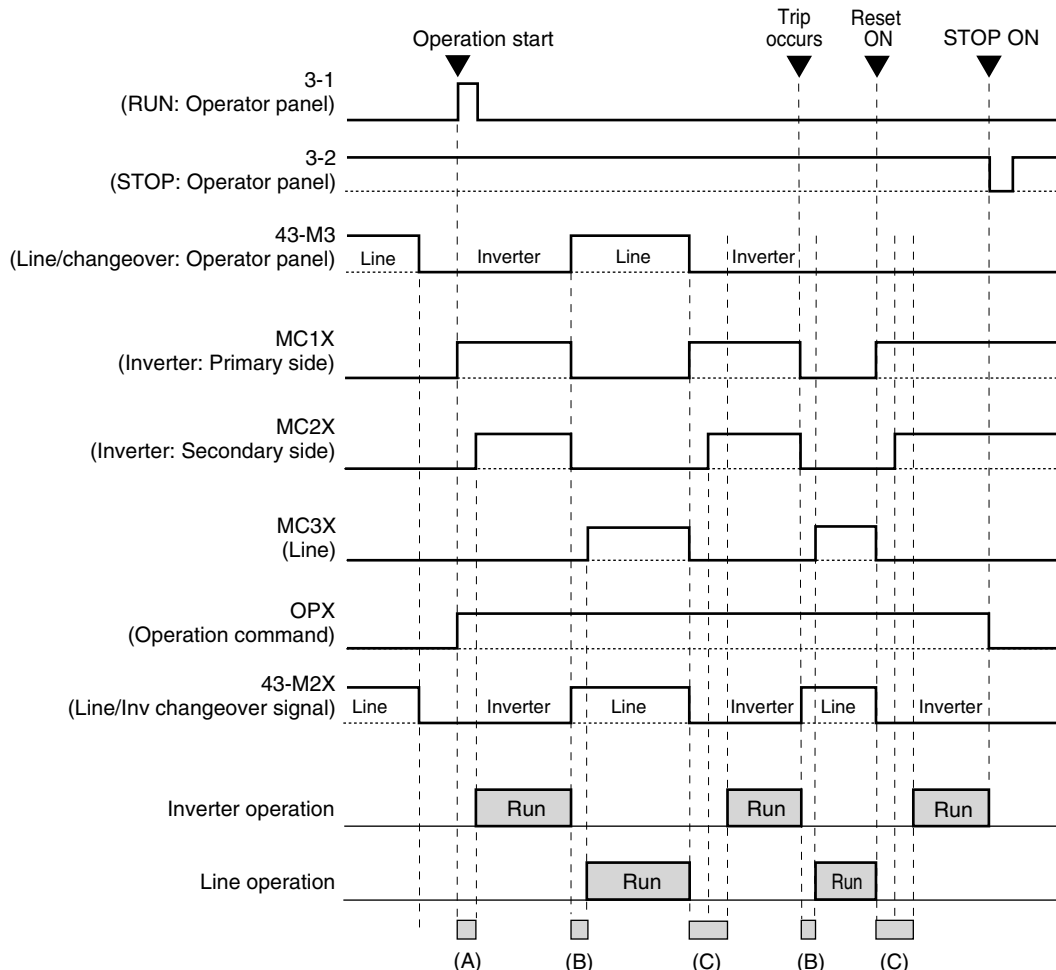 Operation start
Trip
occurs
Reset
ON
STOP ON
3-1
(RUN: Operator panel)
3-2
(STOP: Operator panel)
43-M3
(Line/changeover: Operator panel)
Line
Inverter
Line
Inverter
MC1X
(Inverter: Primary side)
MC2X
(Inverter: Secondary side)
MC3X
(Line)
OPX
(Operation command)
43-M2X
(Line/Inv changeover signal)
Line
Inverter
Line
Inverter
Line
Inverter
Inverter operation
Run
Run
Run
Line operation
Run
Run
(A)
(B)
(C)
(B)
(C)